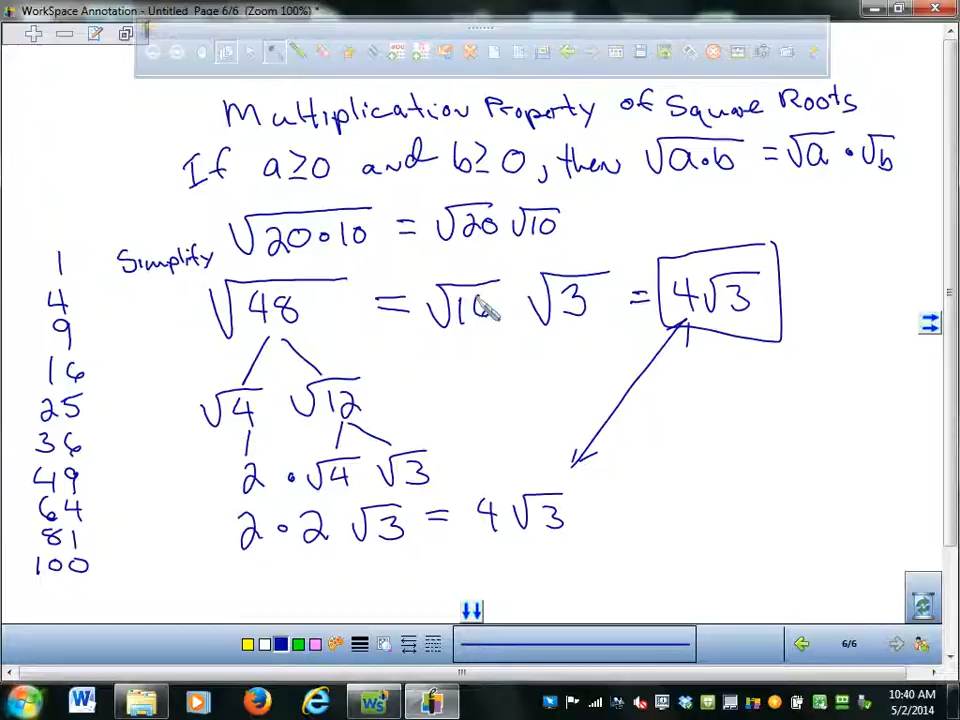 WorkSpace Annotation - Untitled Page 6/6 (Zoom 100%) *
Multiplication Property of Square Roots
If a≥0 and b≥0, then √a·b = √a · √b
√20·10 = √20 √10
Simplify
√48 = √16 √3 = 4√3
√4 √12
2 · √4 √3
2 · 2 √3 = 4 √3
1
4
9
16
25
36
49
64
81
100
6/6
10:40 AM
5/2/2014